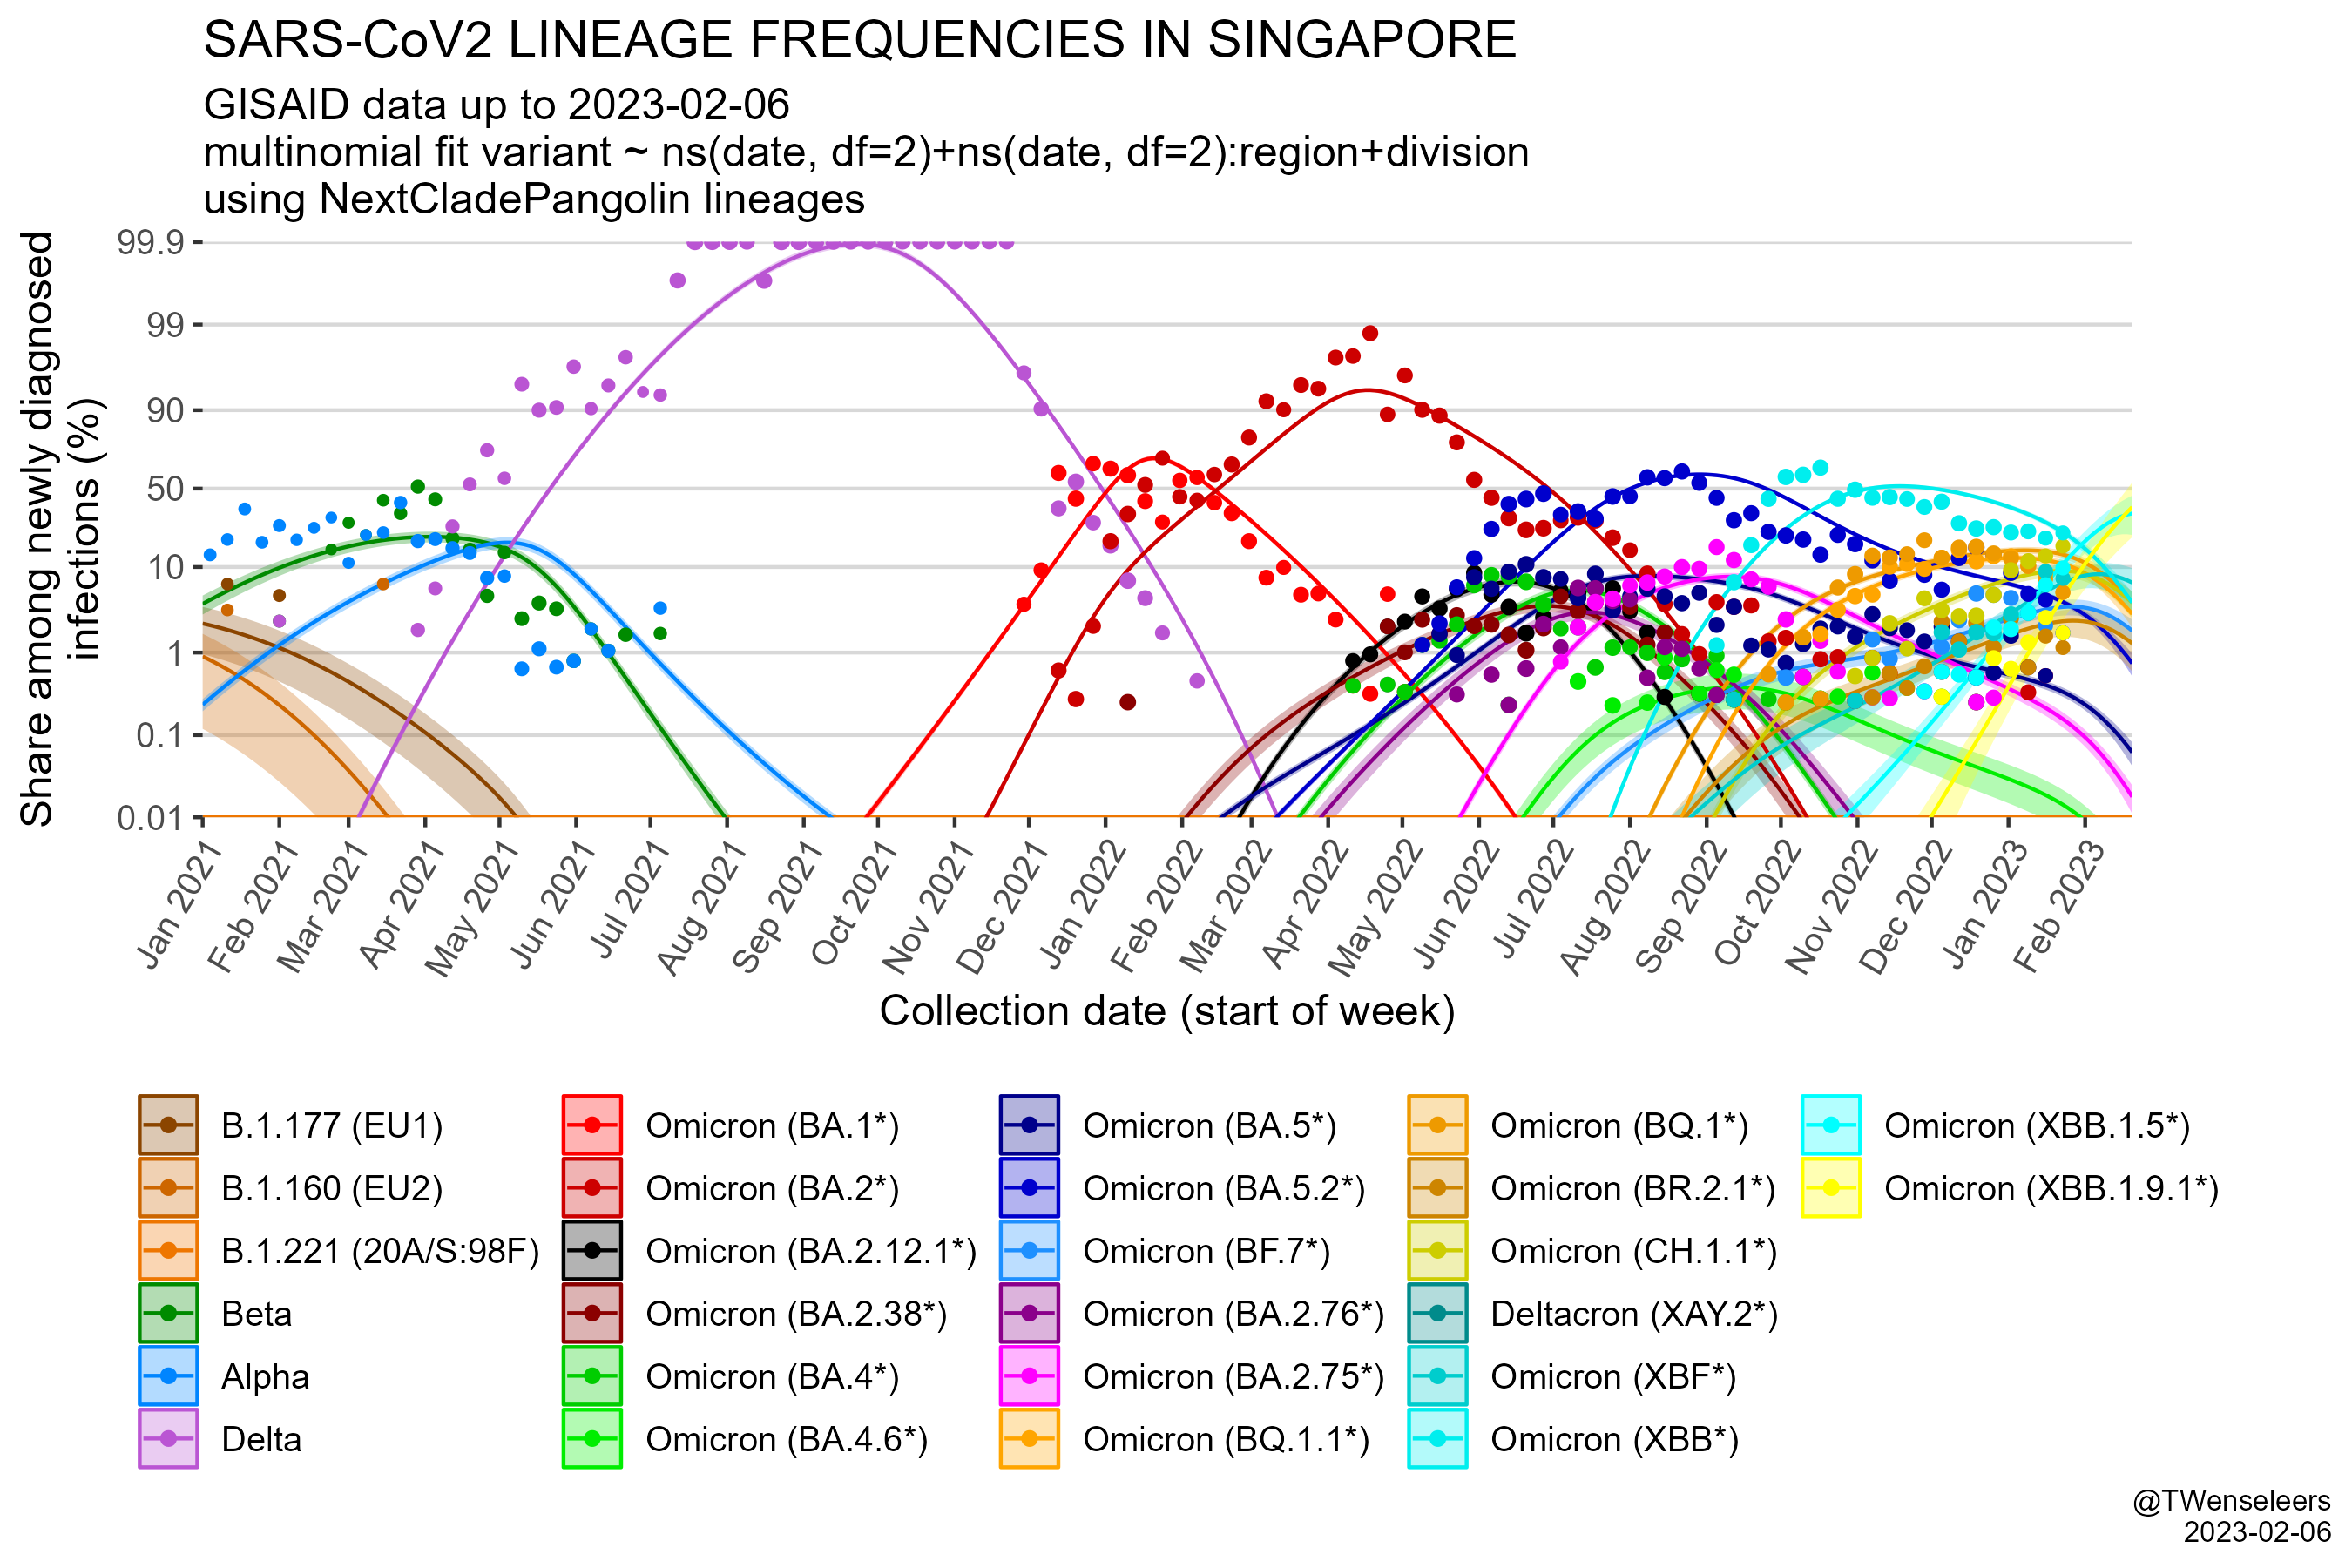 SARS-CoV2 LINEAGE FREQUENCIES IN SINGAPORE
GISAID data up to 2023-02-06
multinomial fit variant ~ ns(date, df=2)+ns(date, df=2):region+division
using NextCladePangolin lineages
Share among newly diagnosed
infections (%)
99.9
99
90
50
10
1
0.1
0.01
Jan 2021
Feb 2021
Mar 2021
Apr 2021
May 2021
Jun 2021
Jul 2021
Aug 2021
Sep 2021
Oct 2021
Nov 2021
Dec 2021
Jan 2022
Feb 2022
Mar 2022
Apr 2022
May 2022
Jun 2022
Jul 2022
Aug 2022
Sep 2022
Oct 2022
Nov 2022
Dec 2022
Jan 2023
Feb 2023
Collection date (start of week)
B.1.177 (EU1)
B.1.160 (EU2)
B.1.221 (20A/S:98F)
Beta
Alpha
Delta
Omicron (BA.1*)
Omicron (BA.2*)
Omicron (BA.2.12.1*)
Omicron (BA.2.38*)
Omicron (BA.4*)
Omicron (BA.4.6*)
Omicron (BA.5*)
Omicron (BA.5.2*)
Omicron (BF.7*)
Omicron (BA.2.76*)
Omicron (BA.2.75*)
Omicron (BQ.1.1*)
Omicron (BQ.1*)
Omicron (BR.2.1*)
Omicron (CH.1.1*)
Deltacron (XAY.2*)
Omicron (XBF*)
Omicron (XBB*)
Omicron (XBB.1.5*)
Omicron (XBB.1.9.1*)
@TWenseleers
2023-02-06